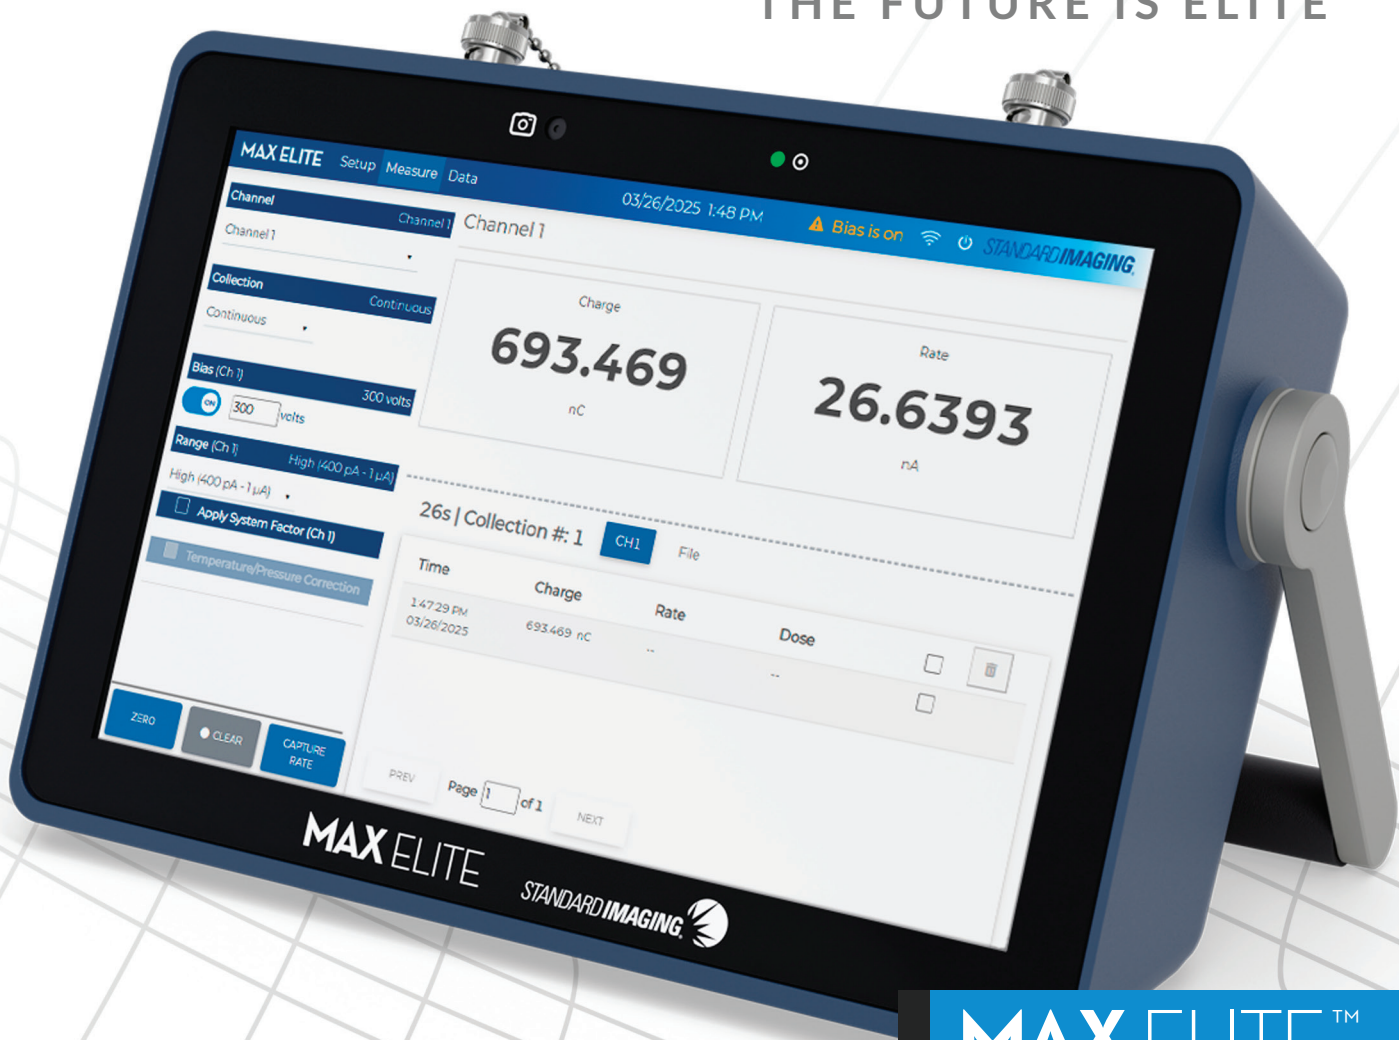 THE FUTURE IS ELITE
MAX ELITE Setup Measure Data 03/26/2025 1:48 PM Bias is on STANDARD IMAGING
Channel Channel 1
Channel 1
Collection Continuous
Continuous
Bias (Ch 1) 300 volts
ON 300 volts
Range (Ch 1) High (400 pA - 1 µA)
High (400 pA - 1 µA)
Apply System Factor (Ch 1)
Temperature/Pressure Correction
ZERO CLEAR CAPTURE
RATE
Channel 1
Charge
693.469
nC
Rate
26.6393
nA
26s | Collection #: 1 CH1 File
Time Charge Rate Dose
1:47:29 PM
03/26/2025 693.469 nC -- --
PREV Page 1 of 1 NEXT
MAX ELITE STANDARD IMAGING®
MAX ELITE™